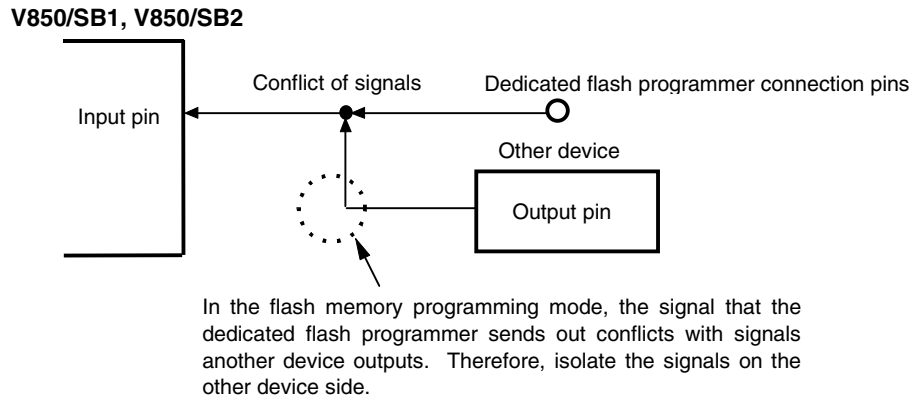 V850/SB1, V850/SB2
Conflict of signals
Dedicated flash programmer connection pins
Input pin
Other device
Output pin
In the flash memory programming mode, the signal that the
dedicated flash programmer sends out conflicts with signals
another device outputs. Therefore, isolate the signals on the
other device side.